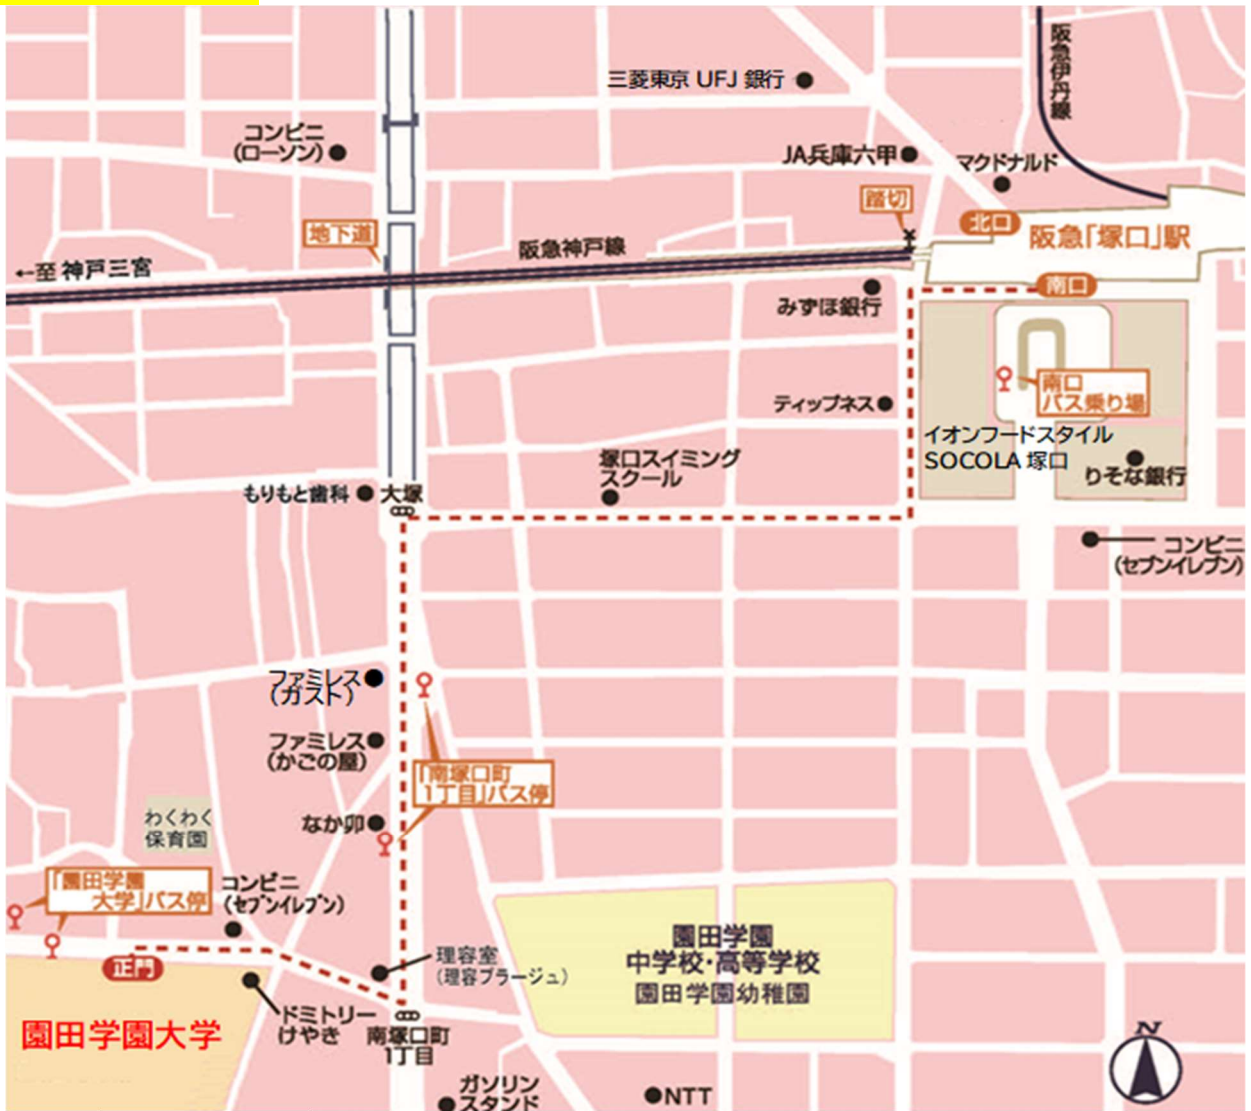 阪急伊丹線
三菱東京 UFJ 銀行
コンビニ
(ローソン)
JA兵庫六甲
マクドナルド
踏切
北口
地下道
阪急神戸線
阪急「塚口」駅
←至 神戸三宮
南口
みずほ銀行
南口
バス乗り場
ティップネス
イオンフードスタイル
SOCOLA 塚口
塚口スイミング
スクール
りそな銀行
もりもと歯科
大塚
コンビニ
(セブンイレブン)
ファミレス
(ガスト)
ファミレス
(かごの屋)
「南塚口町
1丁目」バス停
わくわく
保育園
なか卯
「園田学園
大学」バス停
コンビニ
(セブンイレブン)
正門
理容室
(理容プラージュ)
園田学園
中学校・高等学校
園田学園幼稚園
ドミトリー
けやき
園田学園大学
南塚口町
1丁目
N
ガソリン
スタンド
NTT